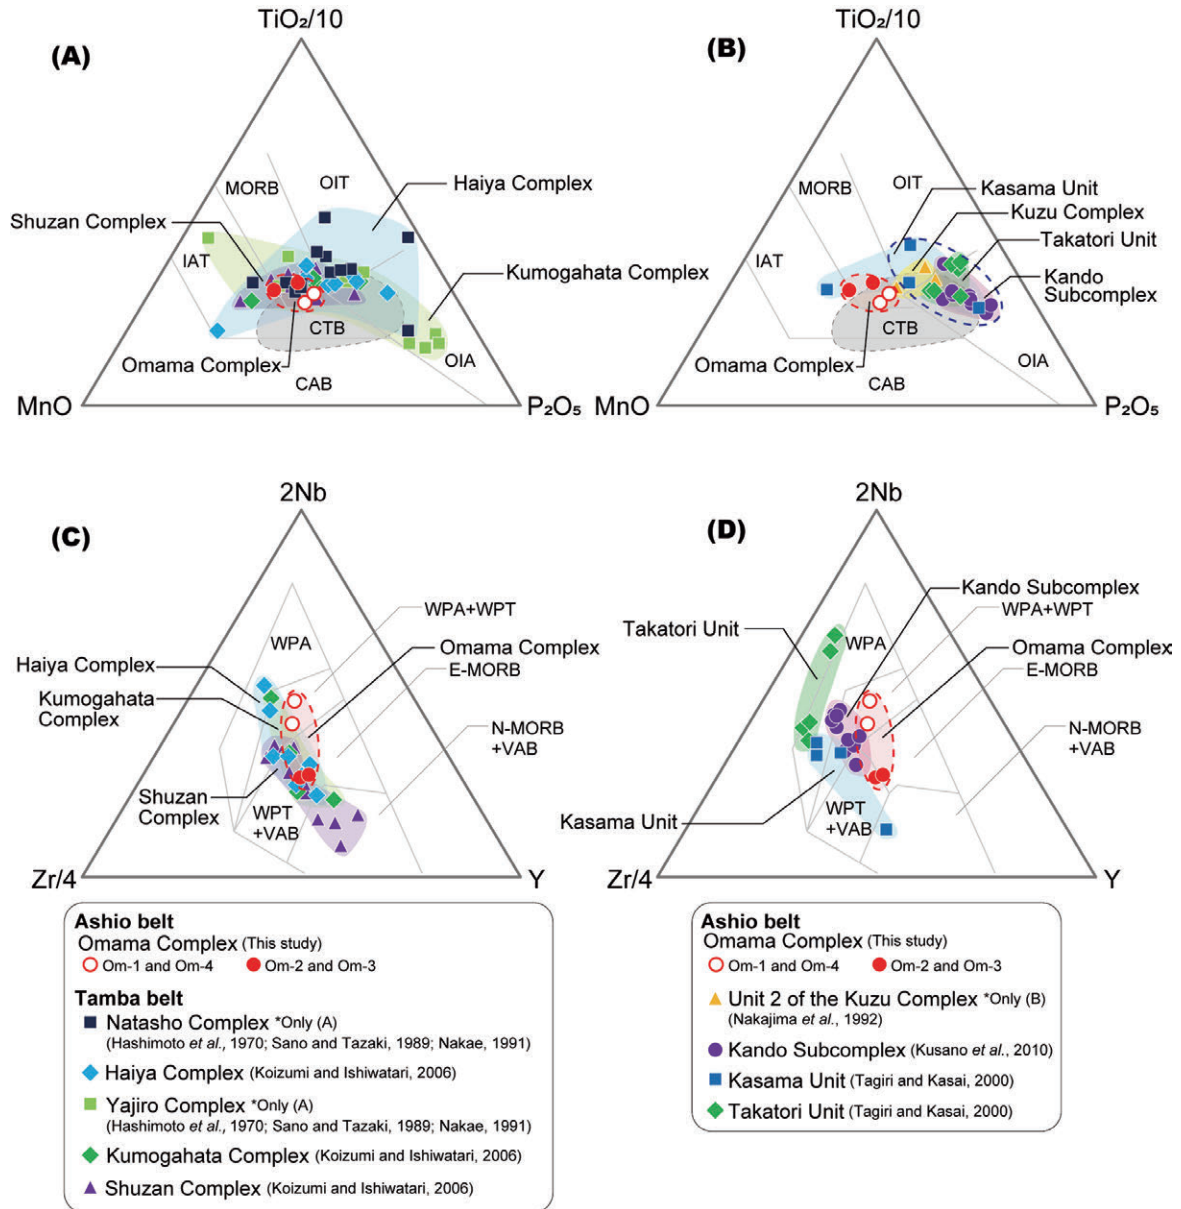 (A)
TiO₂/10
MORB
OIT
Haiya Complex
Shuzan Complex
IAT
Kumogahata Complex
CTB
Omama Complex
OIA
CAB
MnO
P₂O₅
(B)
TiO₂/10
MORB
OIT
Kasama Unit
Kuzu Complex
Takatori Unit
IAT
Kando
Subcomplex
CTB
Omama Complex
OIA
CAB
MnO
P₂O₅
(C)
2Nb
WPA+WPT
WPA
Omama Complex
Haiya Complex
E-MORB
Kumogahata
Complex
N-MORB
+VAB
Shuzan
Complex
WPT
+VAB
Zr/4
Y
(D)
2Nb
Kando Subcomplex
WPA+WPT
Takatori Unit
WPA
Omama Complex
E-MORB
N-MORB
+VAB
Kasama Unit
WPT
+VAB
Zr/4
Y
Ashio belt
Omama Complex (This study)
Om-1 and Om-4 Om-2 and Om-3
Tamba belt
Natasho Complex *Only (A)
(Hashimoto et al., 1970; Sano and Tazaki, 1989; Nakae, 1991)
Haiya Complex (Koizumi and Ishiwatari, 2006)
Yajiro Complex *Only (A)
(Hashimoto et al., 1970; Sano and Tazaki, 1989; Nakae, 1991)
Kumogahata Complex (Koizumi and Ishiwatari, 2006)
Shuzan Complex (Koizumi and Ishiwatari, 2006)
Ashio belt
Omama Complex (This study)
Om-1 and Om-4 Om-2 and Om-3
Unit 2 of the Kuzu Complex *Only (B)
(Nakajima et al., 1992)
Kando Subcomplex (Kusano et al., 2010)
Kasama Unit (Tagiri and Kasai, 2000)
Takatori Unit (Tagiri and Kasai, 2000)